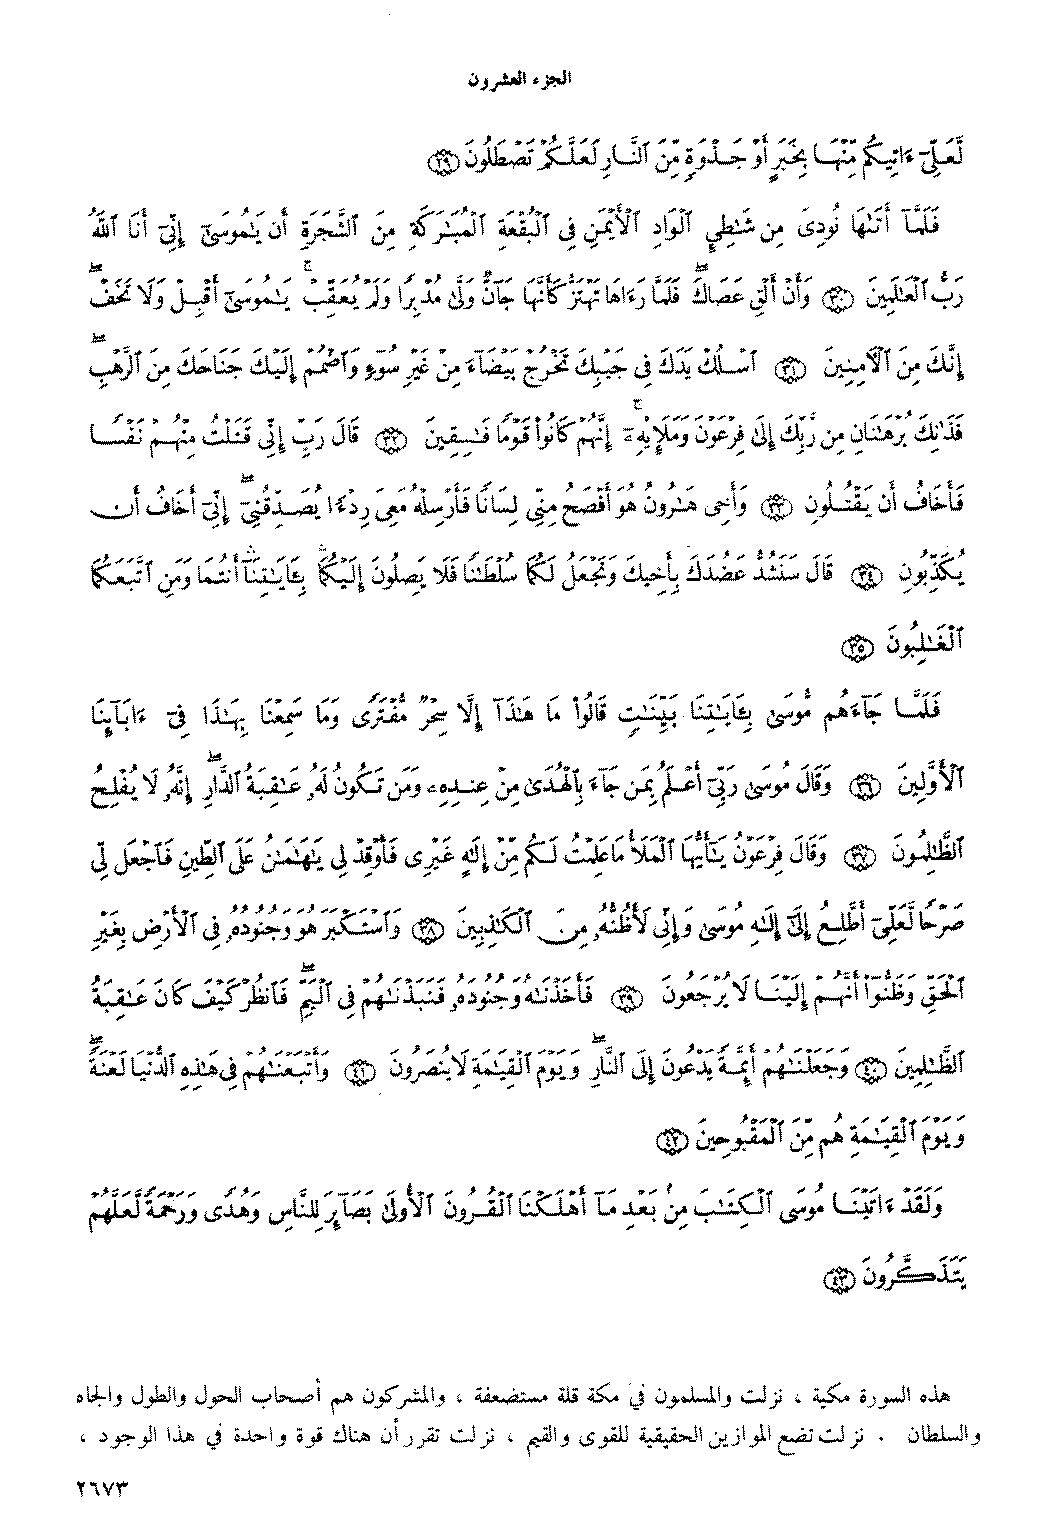 الجزء العشرون
لَّعَلِّىٓ ءَاتِيكُم مِّنْهَا بِخَبَرٍ أَوْ جَذْوَةٍ مِّنَ ٱلنَّارِ لَعَلَّكُمْ تَصْطَلُونَ ﴿٢٩﴾
فَلَمَّآ أَتَىٰهَا نُودِىَ مِن شَٰطِىِٕ ٱلْوَادِ ٱلْأَيْمَنِ فِى ٱلْبُقْعَةِ ٱلْمُبَٰرَكَةِ مِنَ ٱلشَّجَرَةِ أَن يَٰمُوسَىٰٓ إِنِّىٓ أَنَا ٱللَّهُ
رَبُّ ٱلْعَٰلَمِينَ ﴿٣٠﴾ وَأَنْ أَلْقِ عَصَاكَۖ فَلَمَّا رَءَاهَا تَهْتَزُّ كَأَنَّهَا جَآنٌّ وَلَّىٰ مُدْبِرًا وَلَمْ يُعَقِّبْۚ يَٰمُوسَىٰٓ أَقْبِلْ وَلَا تَخَفْۖ
إِنَّكَ مِنَ ٱلْءَامِنِينَ ﴿٣١﴾ ٱسْلُكْ يَدَكَ فِى جَيْبِكَ تَخْرُجْ بَيْضَآءَ مِنْ غَيْرِ سُوٓءٍ وَٱضْمُمْ إِلَيْكَ جَنَاحَكَ مِنَ ٱلرَّهْبِۖ
فَذَٰنِكَ بُرْهَٰنَانِ مِن رَّبِّكَ إِلَىٰ فِرْعَوْنَ وَمَلَإِي۟هِۦٓۚ إِنَّهُمْ كَانُوا۟ قَوْمًا فَٰسِقِينَ ﴿٣٢﴾ قَالَ رَبِّ إِنِّى قَتَلْتُ مِنْهُمْ نَفْسًا
فَأَخَافُ أَن يَقْتُلُونِ ﴿٣٣﴾ وَأَخِى هَٰرُونُ هُوَ أَفْصَحُ مِنِّى لِسَانًا فَأَرْسِلْهُ مَعِىَ رِدْءًا يُصَدِّقُنِىٓۖ إِنِّىٓ أَخَافُ أَن
يُكَذِّبُونِ ﴿٣٤﴾ قَالَ سَنَشُدُّ عَضُدَكَ بِأَخِيكَ وَنَجْعَلُ لَكُمَا سُلْطَٰنًا فَلَا يَصِلُونَ إِلَيْكُمَاۛ بِـَٔايَٰتِنَآۛ أَنتُمَا وَمَنِ ٱتَّبَعَكُمَا
ٱلْغَٰلِبُونَ ﴿٣٥﴾
فَلَمَّا جَآءَهُم مُّوسَىٰ بِـَٔايَٰتِنَا بَيِّنَٰتٍ قَالُوا۟ مَا هَٰذَآ إِلَّا سِحْرٌ مُّفْتَرًى وَمَا سَمِعْنَا بِهَٰذَا فِىٓ ءَابَآئِنَا
ٱلْأَوَّلِينَ ﴿٣٦﴾ وَقَالَ مُوسَىٰ رَبِّىٓ أَعْلَمُ بِمَن جَآءَ بِٱلْهُدَىٰ مِنْ عِندِهِۦ وَمَن تَكُونُ لَهُۥ عَٰقِبَةُ ٱلدَّارِۖ إِنَّهُۥ لَا يُفْلِحُ
ٱلظَّٰلِمُونَ ﴿٣٧﴾ وَقَالَ فِرْعَوْنُ يَٰٓأَيُّهَا ٱلْمَلَأُ مَا عَلِمْتُ لَكُم مِّنْ إِلَٰهٍ غَيْرِى فَأَوْقِدْ لِى يَٰهَٰمَٰنُ عَلَى ٱلطِّينِ فَٱجْعَل لِّى
صَرْحًا لَّعَلِّىٓ أَطَّلِعُ إِلَىٰٓ إِلَٰهِ مُوسَىٰ وَإِنِّى لَأَظُنُّهُۥ مِنَ ٱلْكَٰذِبِينَ ﴿٣٨﴾ وَٱسْتَكْبَرَ هُوَ وَجُنُودُهُۥ فِى ٱلْأَرْضِ بِغَيْرِ
ٱلْحَقِّ وَظَنُّوٓا۟ أَنَّهُمْ إِلَيْنَا لَا يُرْجَعُونَ ﴿٣٩﴾ فَأَخَذْنَٰهُ وَجُنُودَهُۥ فَنَبَذْنَٰهُمْ فِى ٱلْيَمِّۖ فَٱنظُرْ كَيْفَ كَانَ عَٰقِبَةُ
ٱلظَّٰلِمِينَ ﴿٤٠﴾ وَجَعَلْنَٰهُمْ أَئِمَّةً يَدْعُونَ إِلَى ٱلنَّارِۖ وَيَوْمَ ٱلْقِيَٰمَةِ لَا يُنصَرُونَ ﴿٤١﴾ وَأَتْبَعْنَٰهُمْ فِى هَٰذِهِ ٱلدُّنْيَا لَعْنَةًۖ
وَيَوْمَ ٱلْقِيَٰمَةِ هُم مِّنَ ٱلْمَقْبُوحِينَ ﴿٤٢﴾
وَلَقَدْ ءَاتَيْنَا مُوسَى ٱلْكِتَٰبَ مِنۢ بَعْدِ مَآ أَهْلَكْنَا ٱلْقُرُونَ ٱلْأُولَىٰ بَصَآئِرَ لِلنَّاسِ وَهُدًى وَرَحْمَةً لَّعَلَّهُمْ
يَتَذَكَّرُونَ ﴿٤٣﴾
هذه السورة مكية ، نزلت والمسلمون في مكة قلة مستضعفة ، والمشركون هم أصحاب الحول والطول والجاه
والسلطان . نزلت تضع الموازين الحقيقية للقوى والقيم ، نزلت تقرر أن هناك قوة واحدة في هذا الوجود ،
٢٦٧٣